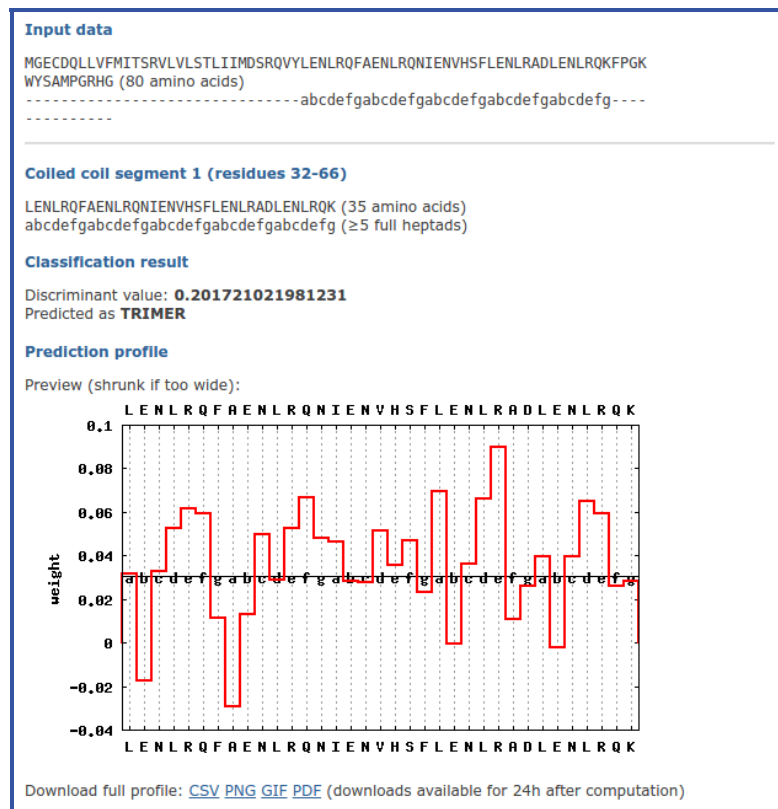 Input data
MGECDQLLVFMITSRVLVLSTLIIMDSRQVYLENLRQFAENLRQNIENVHSFLENLRADLENLRQKFPGK
WYSAMPGRHG (80 amino acids)
-------------------------------abcdefgabcdefgabcdefgabcdefgabcdefg----
----------
Coiled coil segment 1 (residues 32-66)
LENLRQFAENLRQNIENVHSFLENLRADLENLRQK (35 amino acids)
abcdefgabcdefgabcdefgabcdefgabcdefg (≥5 full heptads)
Classification result
Discriminant value: 0.201721021981231
Predicted as TRIMER
Prediction profile
Preview (shrunk if too wide):
L E N L R Q F A E N L R Q N I E N V H S F L E N L R A D L E N L R Q K
0.1
0.08
0.06
0.04
a b c d e f g a b c d e f g a b c d e f g a b c d e f g a b c d e f g
0.02
0
-0.02
-0.04
weight
L E N L R Q F A E N L R Q N I E N V H S F L E N L R A D L E N L R Q K
Download full profile: CSV PNG GIF PDF (downloads available for 24h after computation)